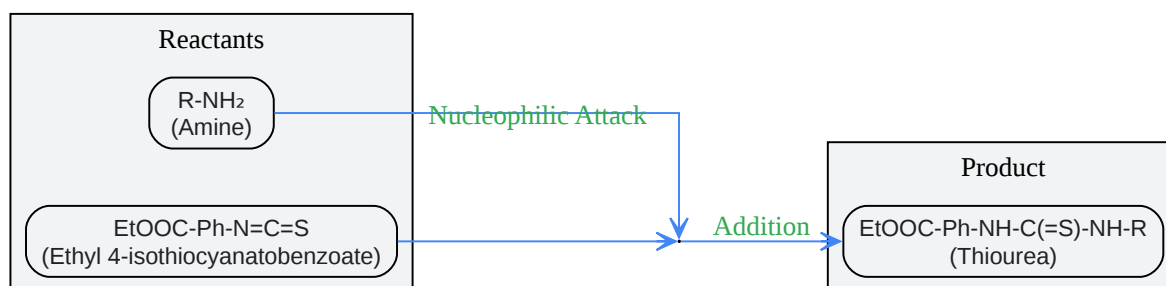 Reactants
R-NH₂
(Amine)
Nucleophilic Attack
EtOOC-Ph-N=C=S
(Ethyl 4-isothiocyanatobenzoate)
Addition
Product
EtOOC-Ph-NH-C(=S)-NH-R
(Thiourea)